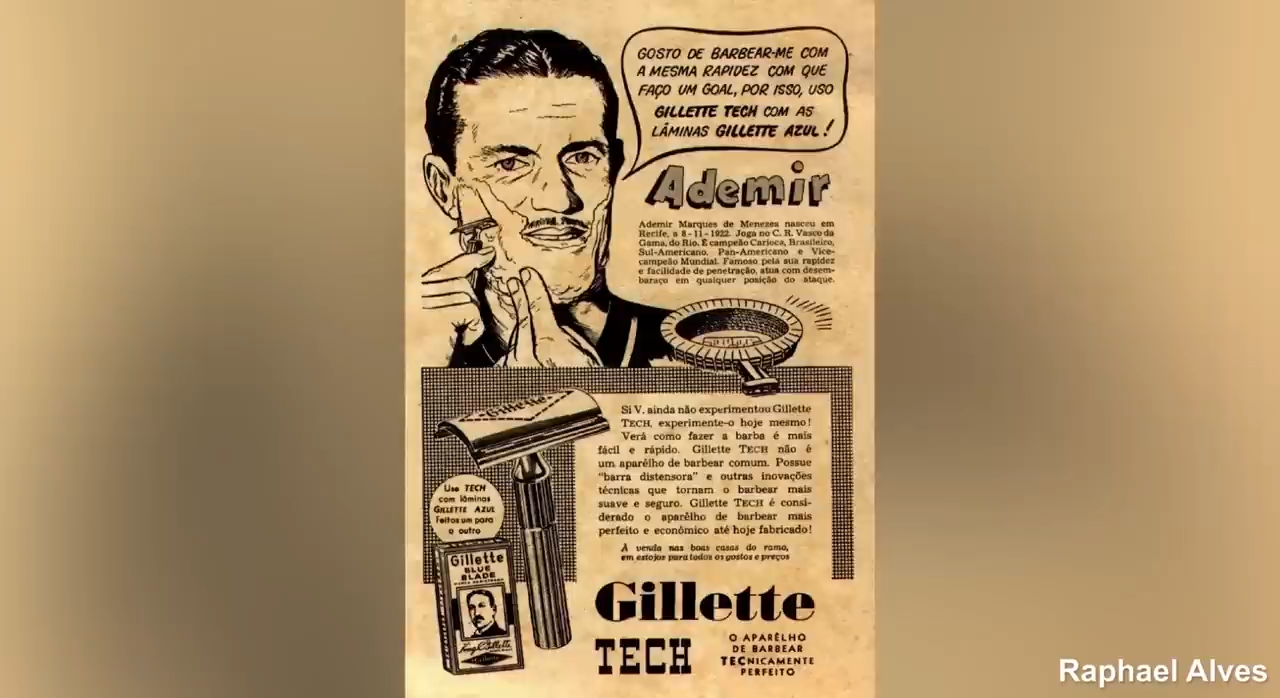 GOSTO DE BARBEAR-ME COM
A MESMA RAPIDEZ COM QUE
FAÇO UM GOAL, POR ISSO, USO
GILLETTE TECH COM AS
LÂMINAS GILLETTE AZUL!
Ademir
Ademir Marques de Menezes nasceu em
Recife, a 8-11-1922. Joga no C. R. Vasco da
Gama, do Rio. É campeão Carioca, Brasileiro,
Sul-Americano, Pan-Americano e Vice-
campeão Mundial. Famoso pela sua rapidez
e facilidade de penetração, atua com desem-
baraço em qualquer posição do ataque.
Gillette
Si V. ainda não experimentou Gillette
TECH, experimente-o hoje mesmo!
Verá como fazer a barba é mais
fácil e rápido. Gillette TECH não é
um aparêlho de barbear comum. Possue
"barra distensora" e outras inovações
técnicas que tornam o barbear mais
suave e seguro. Gillette TECH é consi-
derado o aparêlho de barbear mais
perfeito e econômico até hoje fabricado!
À venda nas boas casas do ramo,
em estojos para todos os gostos e preços
Use TECH
com lâminas
GILLETTE AZUL
Feitos um para
o outro
Gillette
BLUE
BLADE
King C. Gillette
Gillette
TECH
O APARÊLHO
DE BARBEAR
TECNICAMENTE
PERFEITO
Raphael Alves